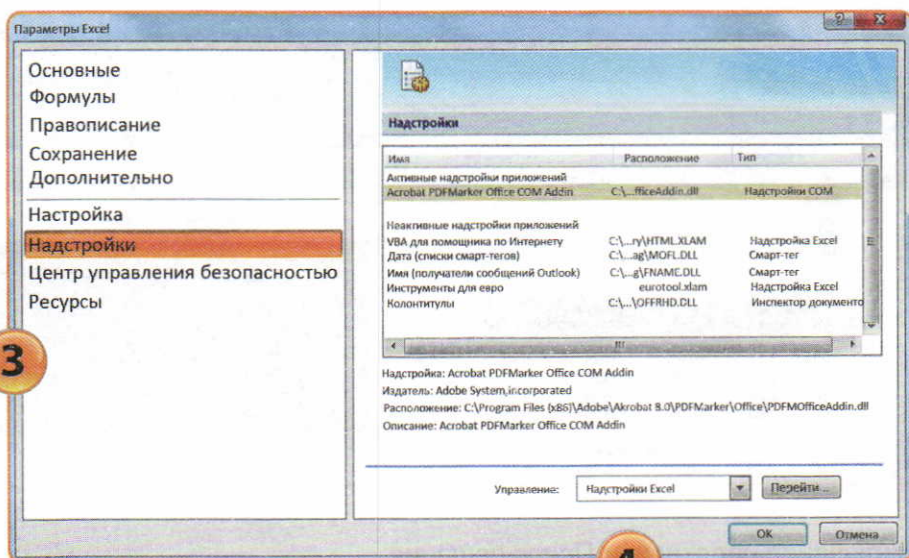 Параметры Excel
Основные
Формулы
Правописание
Сохранение
Дополнительно
Настройка
Надстройки
Центр управления безопасностью
Ресурсы
3
Надстройки
Имя Расположение Тип
Активные надстройки приложений
Acrobat PDFMarker Office COM Addin C:\...fficeAddin.dll Надстройки COM
Неактивные надстройки приложений
VBA для помощника по Интернету C:\...ry\HTML.XLAM Надстройка Excel
Дата (списки смарт-тегов) C:\...ag\MOFL.DLL Смарт-тег
Имя (получатели сообщений Outlook) C:\...g\FNAME.DLL Смарт-тег
Инструменты для евро eurotool.xlam Надстройка Excel
Колонтитулы C:\...\OFFRHD.DLL Инспектор документо
Надстройка: Acrobat PDFMarker Office COM Addin
Издатель: Adobe System,incorporated
Расположение: C:\Program Files (x86)\Adobe\Akrobat 8.0\PDFMarker\Office\PDFMOfficeAddin.dll
Описание: Acrobat PDFMarker Office COM Addin
Управление: Надстройки Excel Перейти...
OK Отмена
4